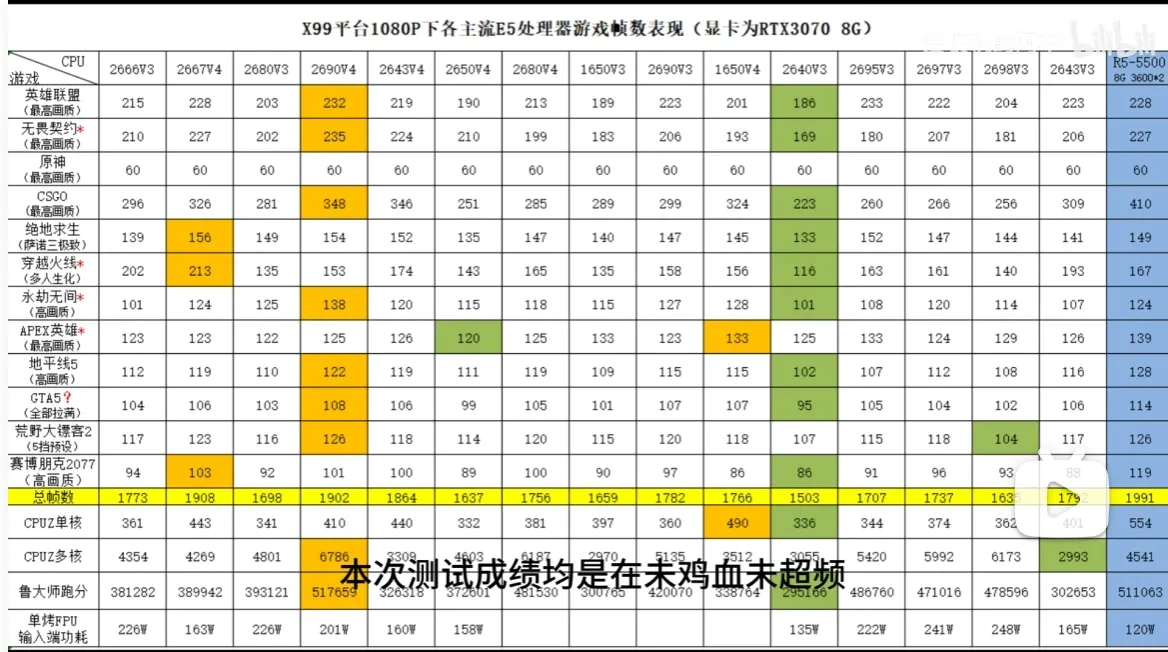 X99平台1080P下各主流E5处理器游戏帧数表现（显卡为RTX3070 8G）
bilibili
CPU 游戏 2666V3 2667V4 2680V3 2690V4 2643V4 2650V4 2680V4 1650V3 2690V3 1650V4 2640V3 2695V3 2697V3 2698V3 2643V3 R5-5500 8G 3600*2
英雄联盟（最高画质） 215 228 203 232 219 190 213 189 223 201 186 233 222 204 223 228
无畏契约*（最高画质） 210 227 202 235 224 210 199 183 206 193 169 180 207 181 206 227
原神（最高画质） 60 60 60 60 60 60 60 60 60 60 60 60 60 60 60 60
CSGO（最高画质） 296 326 281 348 346 251 285 289 299 324 223 260 266 256 309 410
绝地求生（萨诺三极致） 139 156 149 154 152 135 147 140 147 145 133 152 147 144 141 149
穿越火线*（多人生化） 202 213 135 153 174 143 165 135 158 156 116 163 161 140 193 167
永劫无间*（高画质） 101 124 125 138 120 115 118 115 127 128 101 108 120 114 107 124
APEX英雄*（最高画质） 123 123 122 125 126 120 125 133 123 133 125 133 124 129 126 139
地平线5（高画质） 112 119 110 122 119 111 119 109 115 115 102 107 112 108 116 128
GTA5?（全部拉满） 104 106 103 108 106 99 105 101 107 107 95 105 104 102 106 114
荒野大镖客2（5挡预设） 117 123 116 126 118 114 120 115 120 118 107 115 118 104 117 126
赛博朋克2077（高画质） 94 103 92 101 100 89 100 90 97 86 86 91 96 93 88 119
总帧数 1773 1908 1698 1902 1864 1637 1756 1659 1782 1766 1503 1707 1737 1635 1792 1991
CPUZ单核 361 443 341 410 440 332 381 397 360 490 336 344 374 362 401 554
CPUZ多核 4354 4269 4801 6786 3309 4603 6187 2970 5135 3512 3055 5420 5992 6173 2993 4541
本次测试成绩均是在未鸡血未超频
鲁大师跑分 381282 389942 393121 517659 326318 372601 481530 300765 420070 338764 295166 486760 471016 478596 302653 511063
单烤FPU输入端功耗 226W 163W 226W 201W 160W 158W 135W 222W 241W 248W 165W 120W